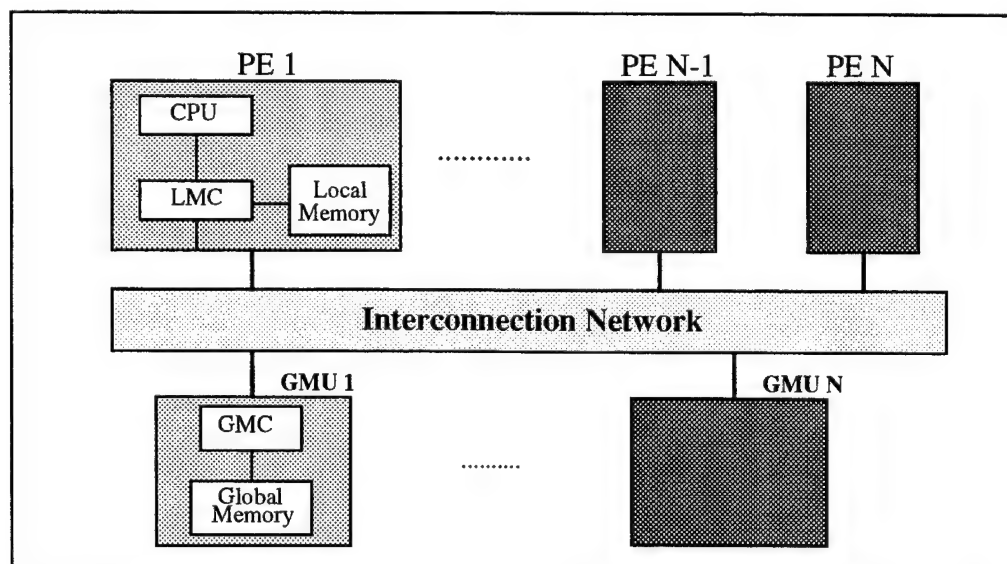 PE 1
PE N-1
PE N
CPU
LMC
Local
Memory
Interconnection Network
GMU 1
GMU N
GMC
Global
Memory